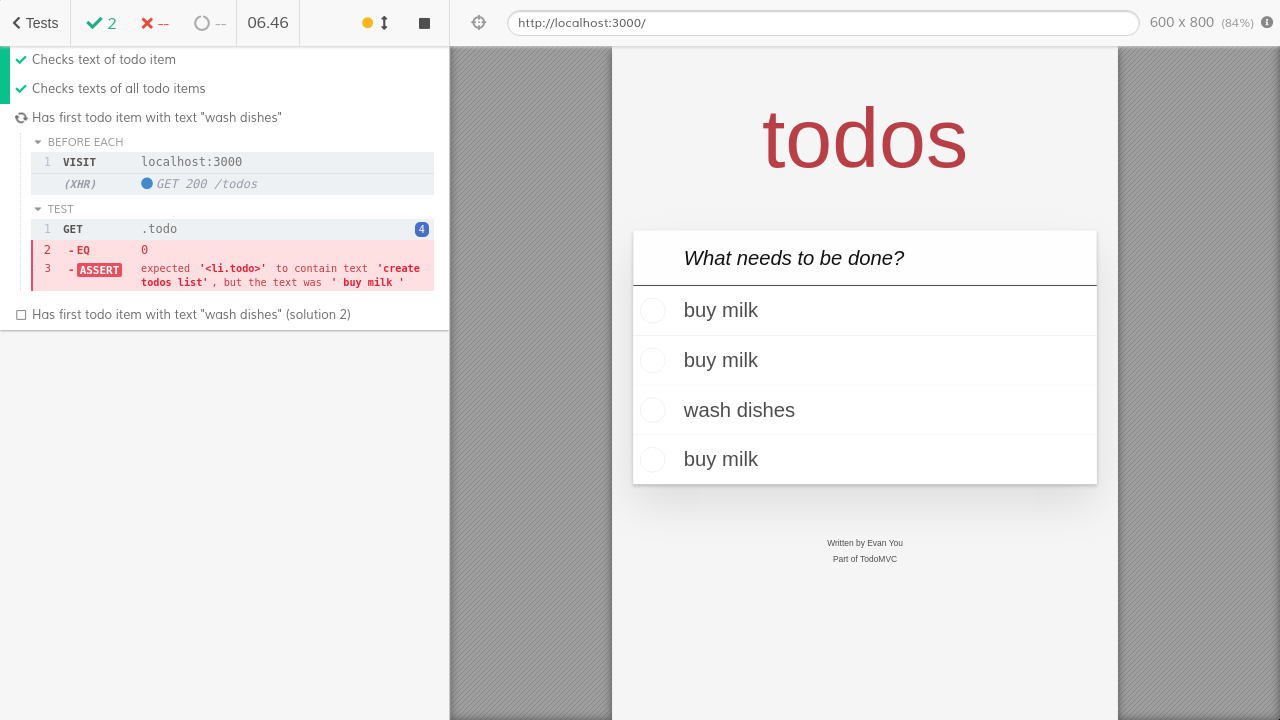 Tests
2
--
--
06.46
http://localhost:3000/
600 x 800 (84%)
Checks text of todo item
Checks texts of all todo items
Has first todo item with text "wash dishes"
BEFORE EACH
1 VISIT localhost:3000
(XHR) GET 200 /todos
TEST
1 GET .todo 4
2 - EQ 0
3 - ASSERT expected '<li.todo>' to contain text 'create
todos list', but the text was ' buy milk '
Has first todo item with text "wash dishes" (solution 2)
todos
What needs to be done?
buy milk
buy milk
wash dishes
buy milk
Written by Evan You
Part of TodoMVC